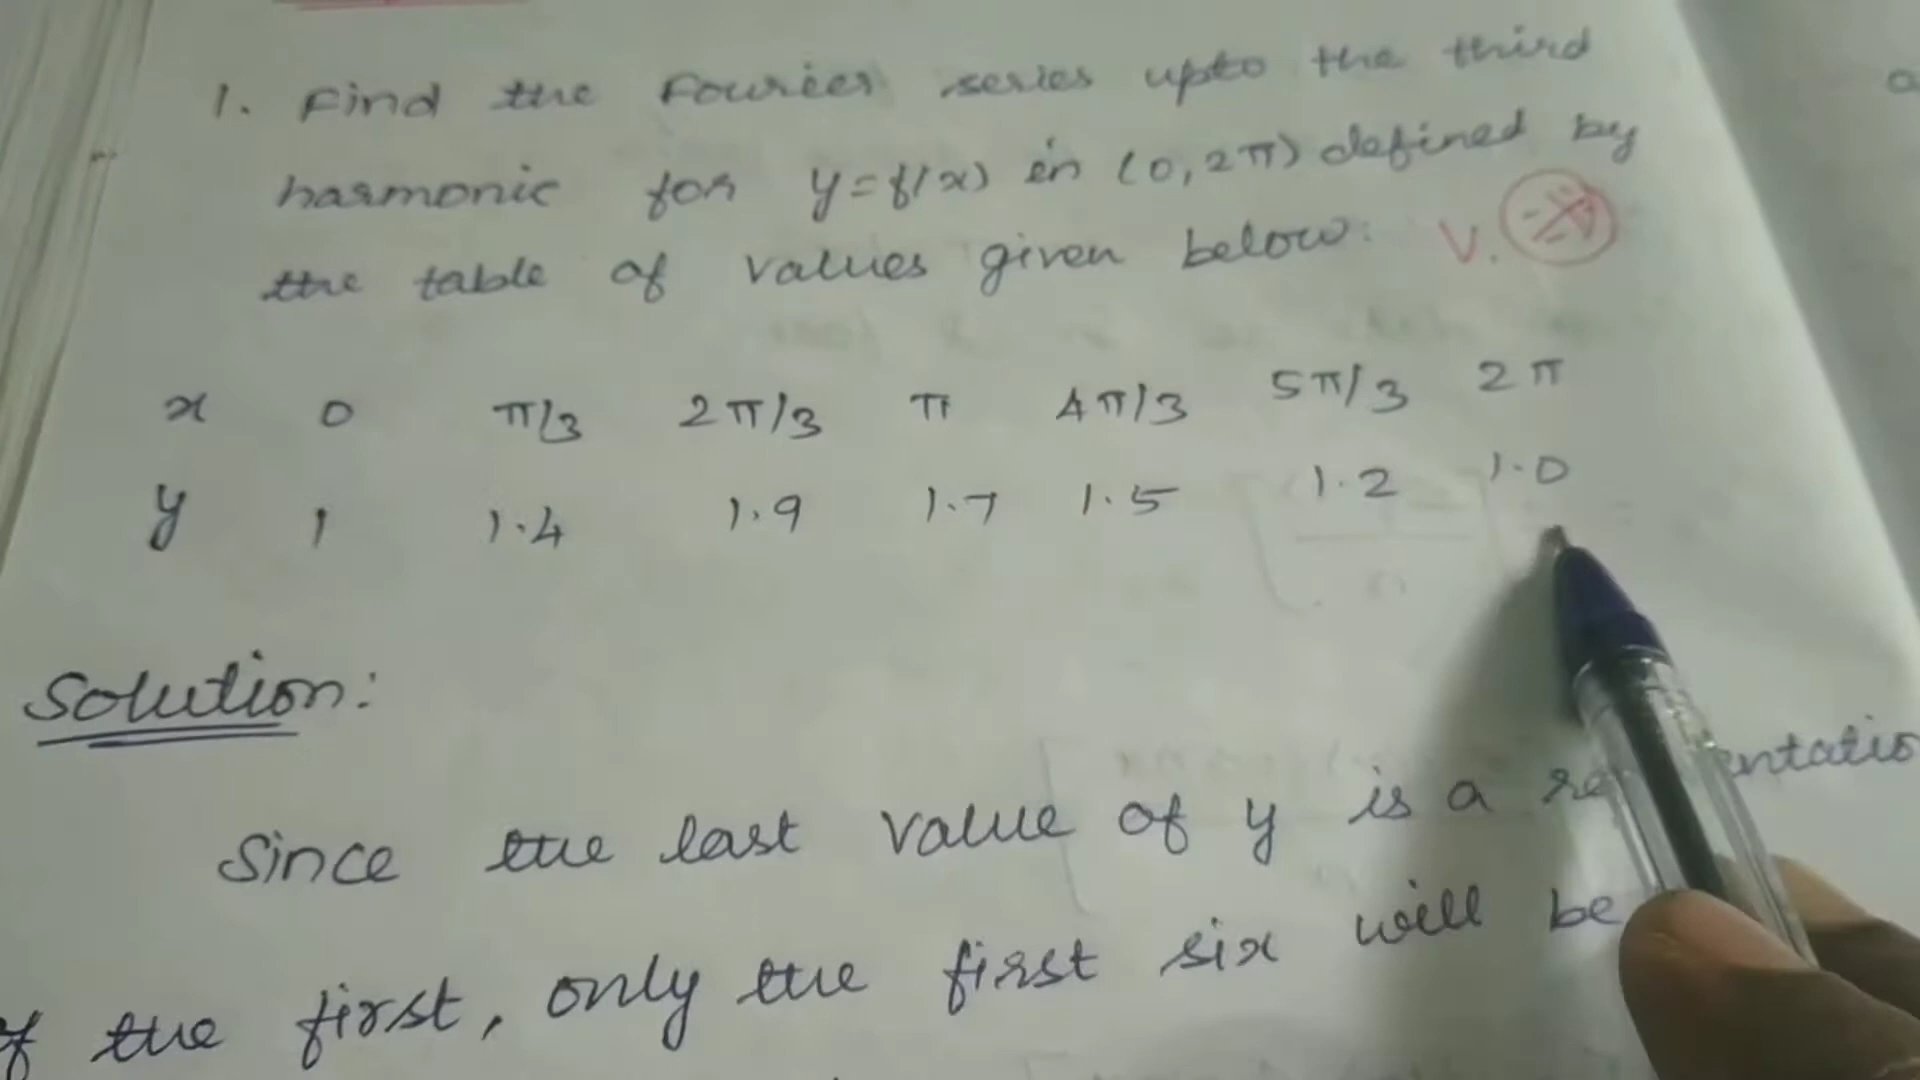 1. Find the Fourier series upto the third
harmonic for y=f(x) in (0,2π) defined by
the table of values given below: V.
x 0 π/3 2π/3 π 4π/3 5π/3 2π
y 1 1.4 1.9 1.7 1.5 1.2 1.0
Solution:
Since the last value of y is a
of the first, only the first six will be